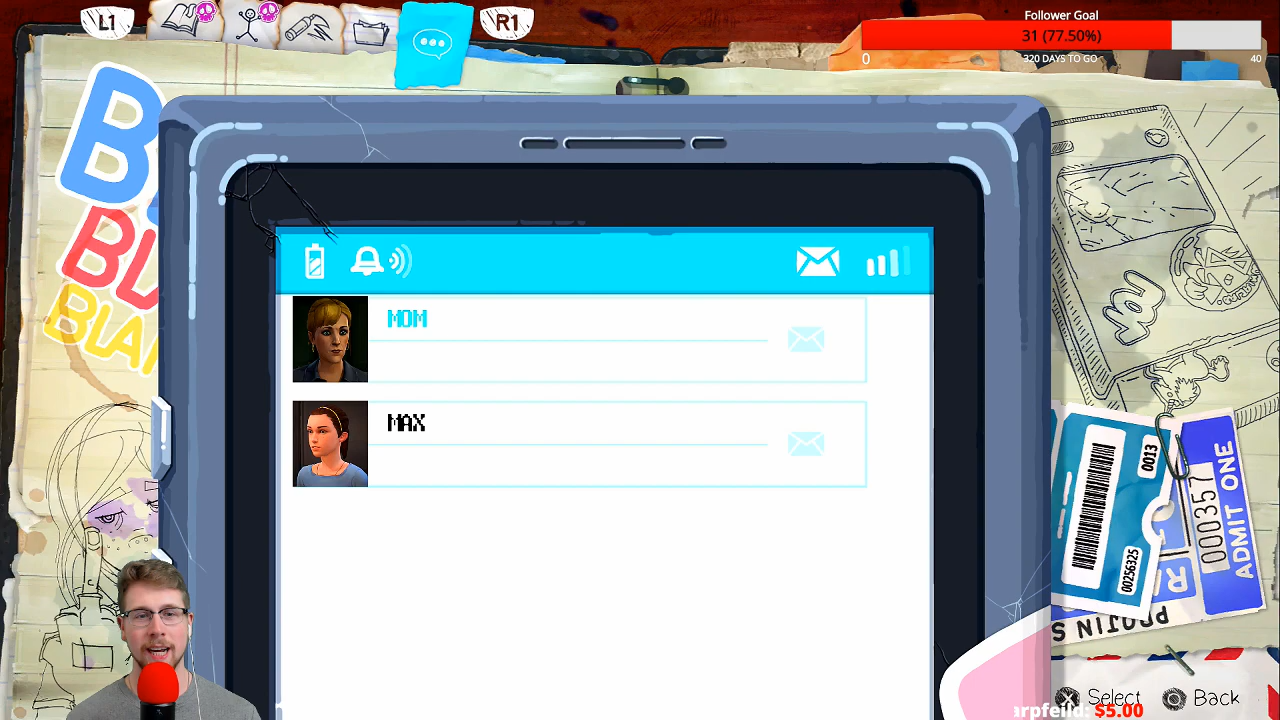 L1
R1
Follower Goal
31 (77.50%)
0
320 DAYS TO GO
40
MOM
MAX
0013
00256325
000357
ADMIT ONE
Select
Back
arpfeild: $5.00